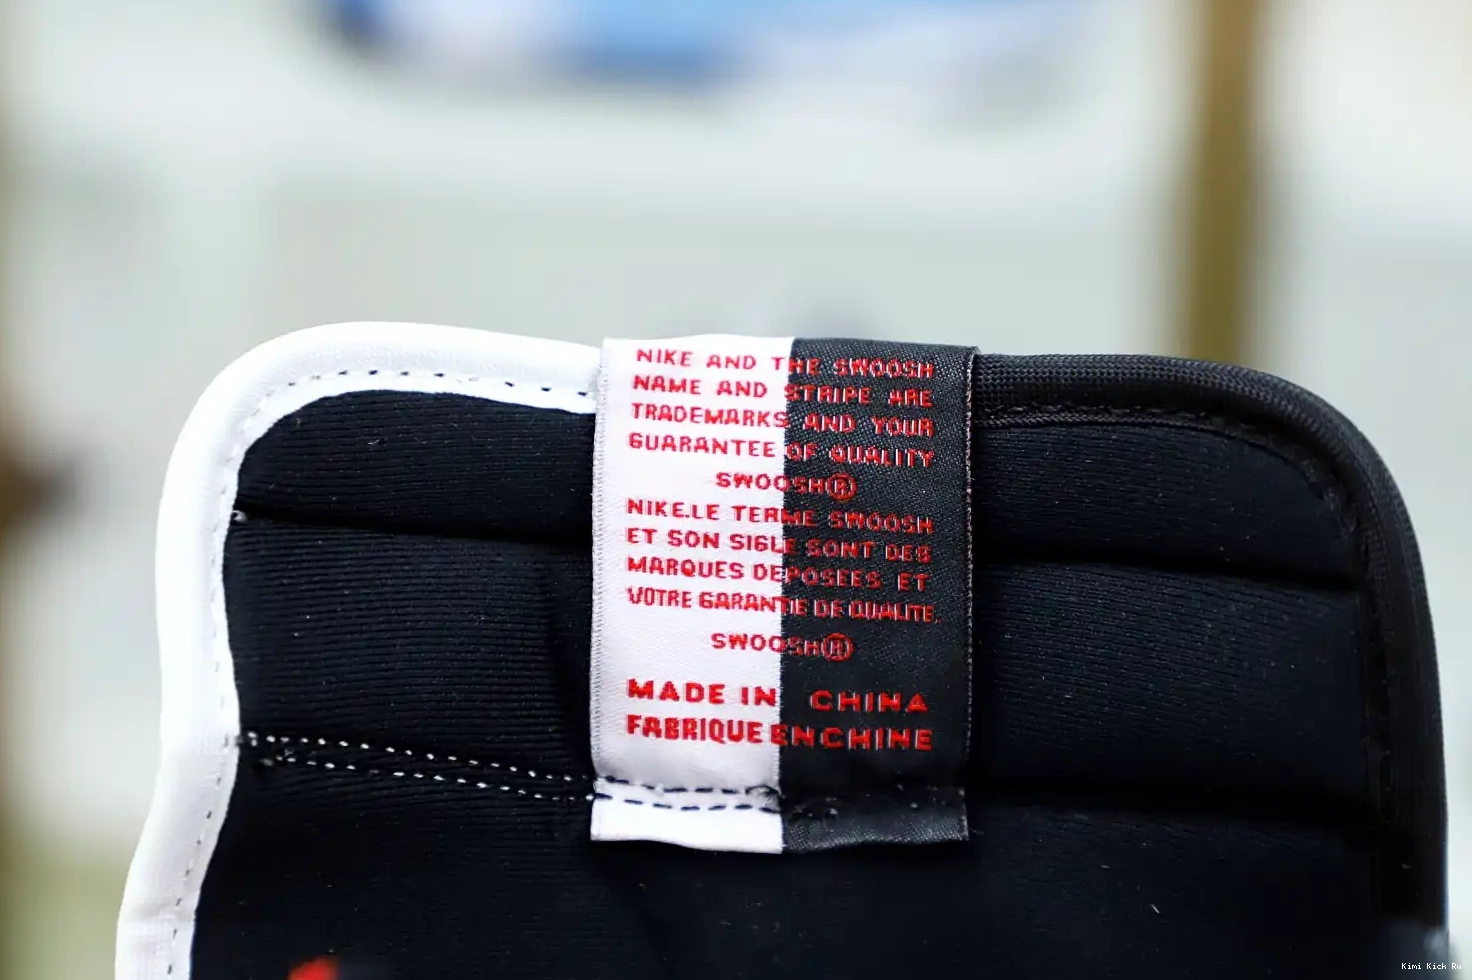 NIKE AND THE SWOOSH
NAME AND STRIPE ARE
TRADEMARKS AND YOUR
GUARANTEE OF QUALITY
SWOOSH®
NIKE.LE TERME SWOOSH
ET SON SIGLE SONT DES
MARQUES DEPOSEES ET
VOTRE GARANTIE DE QUALITE.
SWOOSH®
MADE IN CHINA
FABRIQUE EN CHINE
Kimi Kick Ru